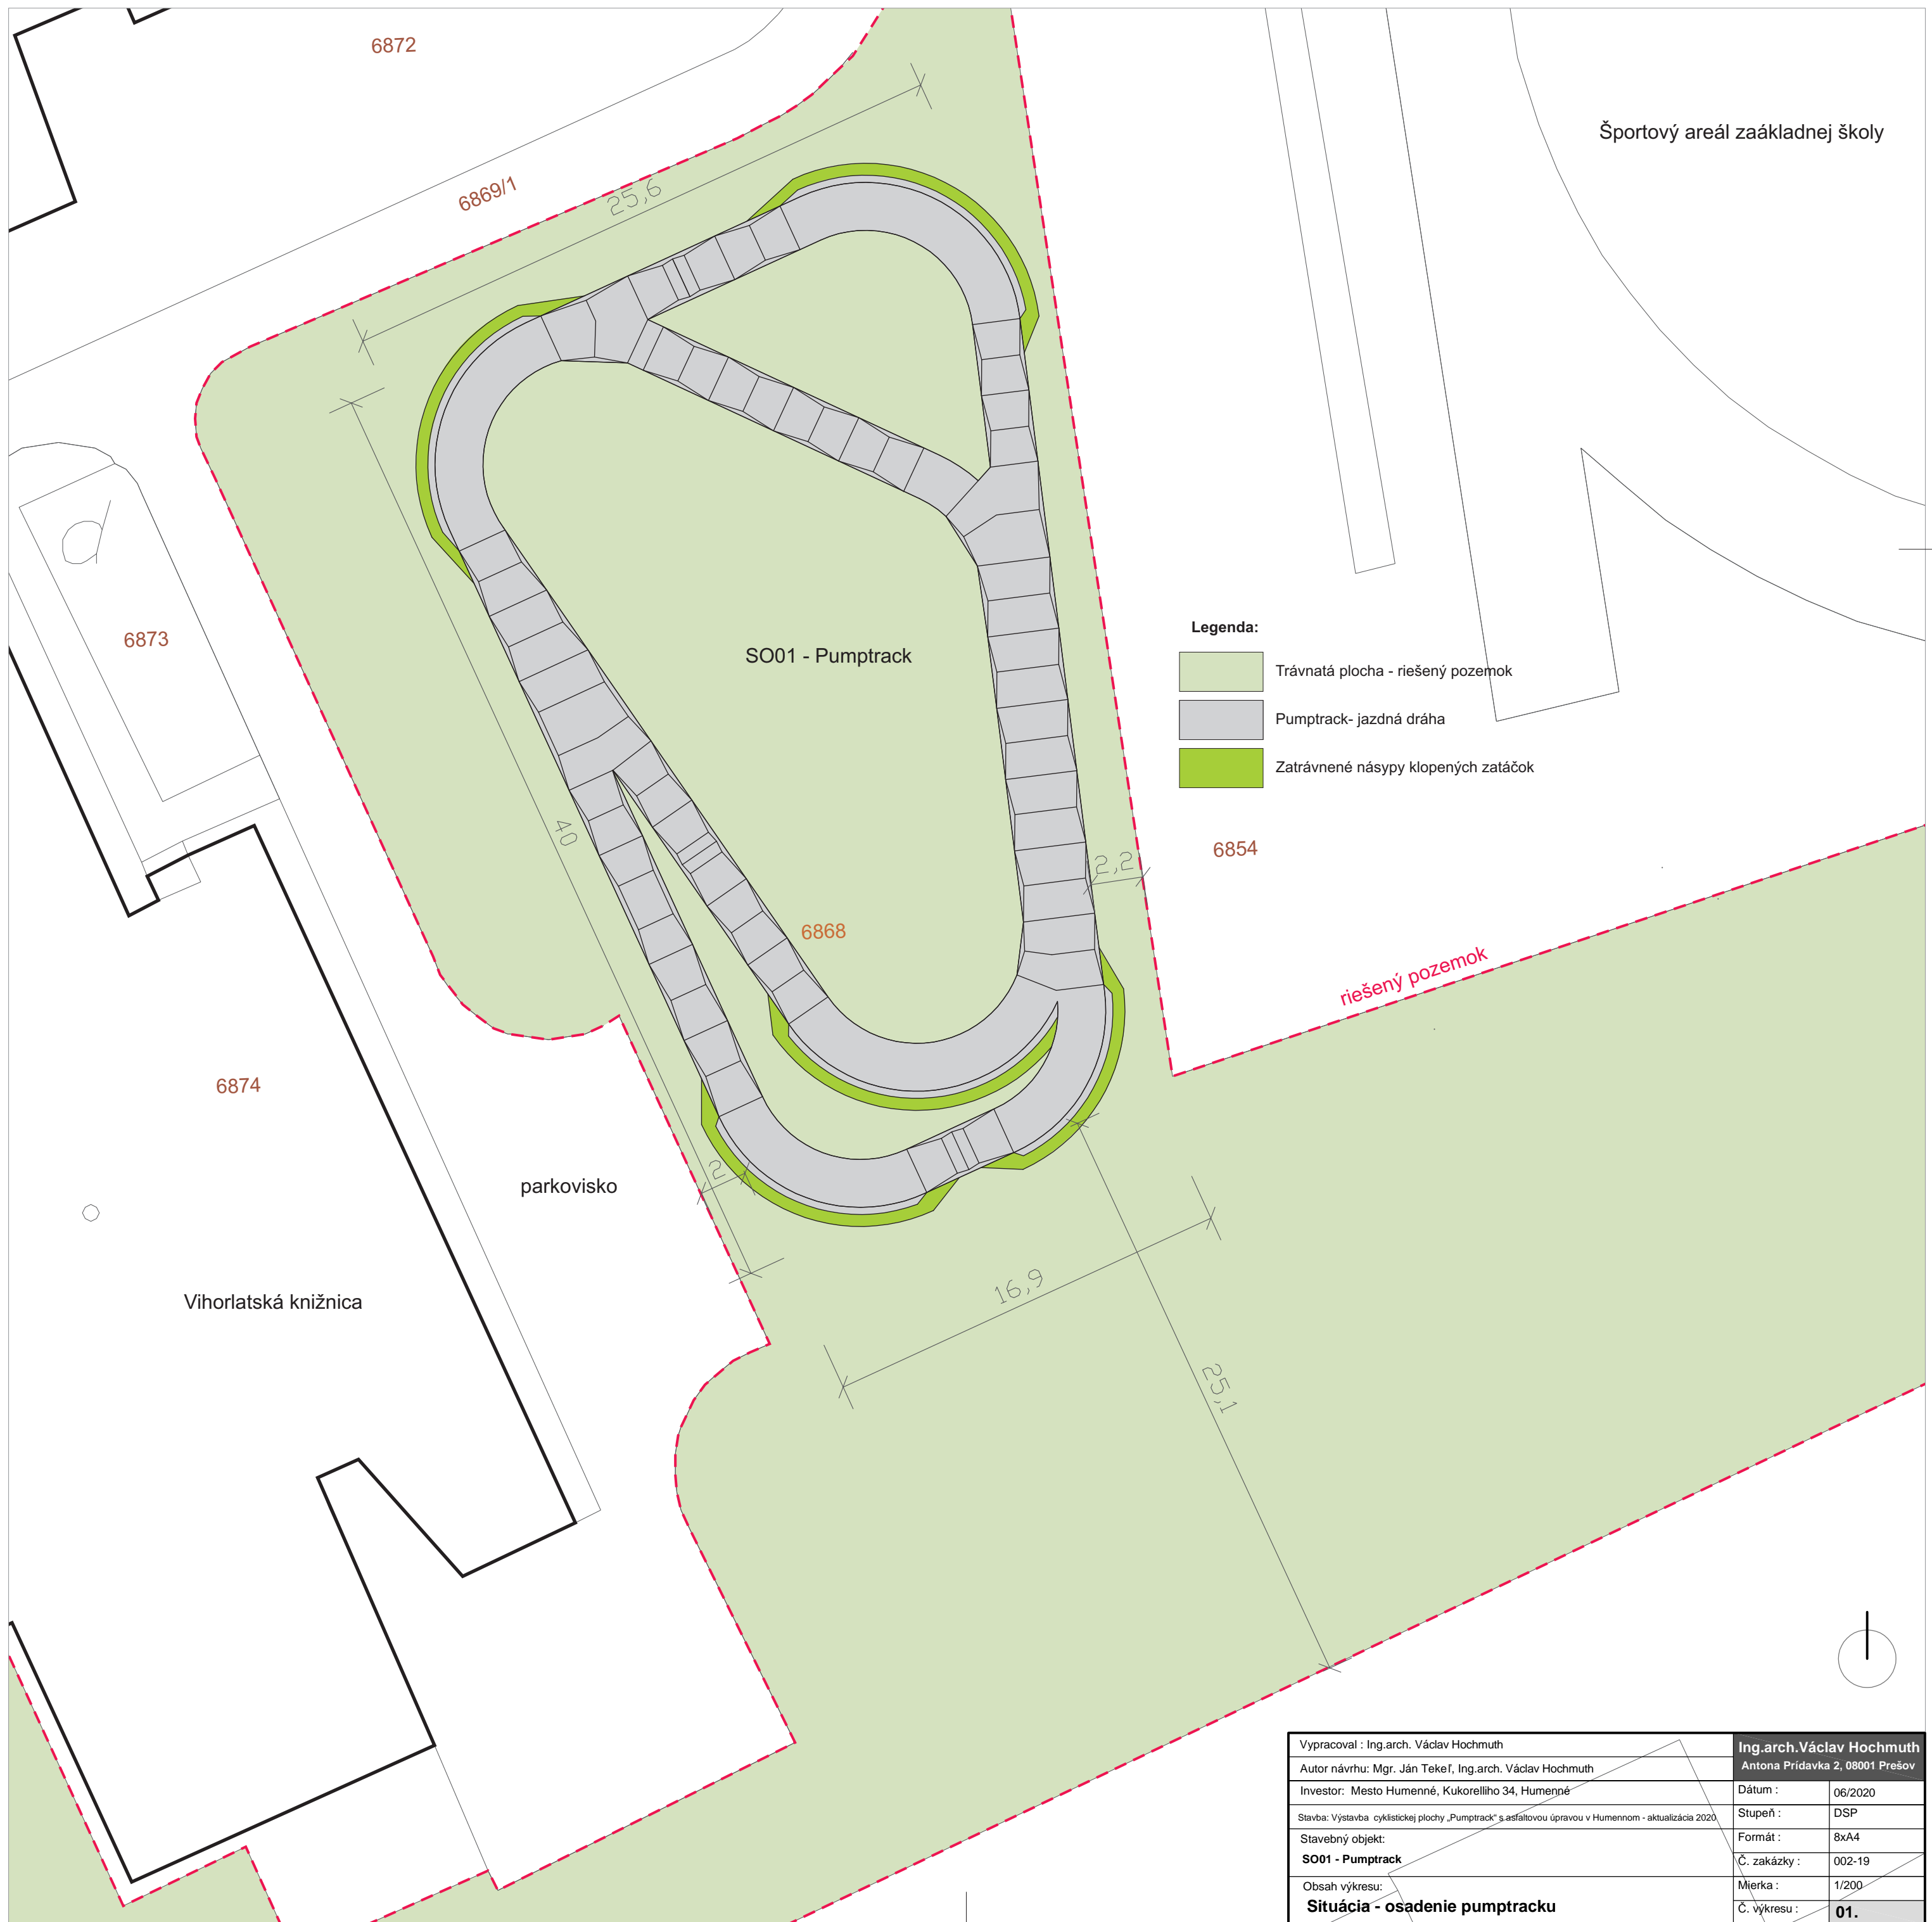 6872
Športový areál zaákladnej školy
6869/1
25,6
6873
Legenda:
SO01 - Pumptrack
Trávnatá plocha - riešený pozemok
Pumptrack- jazdná dráha
Zatrávnené násypy klopených zatáčok
40
2,2
6854
6868
riešený pozemok
6874
parkovisko
2
Vihorlatská knižnica
16,9
25,1
Vypracoval : Ing.arch. Václav Hochmuth
Ing.arch.Václav Hochmuth
Antona Prídavka 2, 08001 Prešov
Autor návrhu: Mgr. Ján Tekeľ, Ing.arch. Václav Hochmuth
Investor: Mesto Humenné, Kukorelliho 34, Humenné
Dátum : 06/2020
Stavba: Výstavba cyklistickej plochy „Pumptrack“ s asfaltovou úpravou v Humennom - aktualizácia 2020
Stupeň : DSP
Stavebný objekt:
Formát : 8xA4
SO01 - Pumptrack
Č. zakázky : 002-19
Obsah výkresu:
Mierka : 1/200
Situácia - osadenie pumptracku
Č. výkresu : 01.